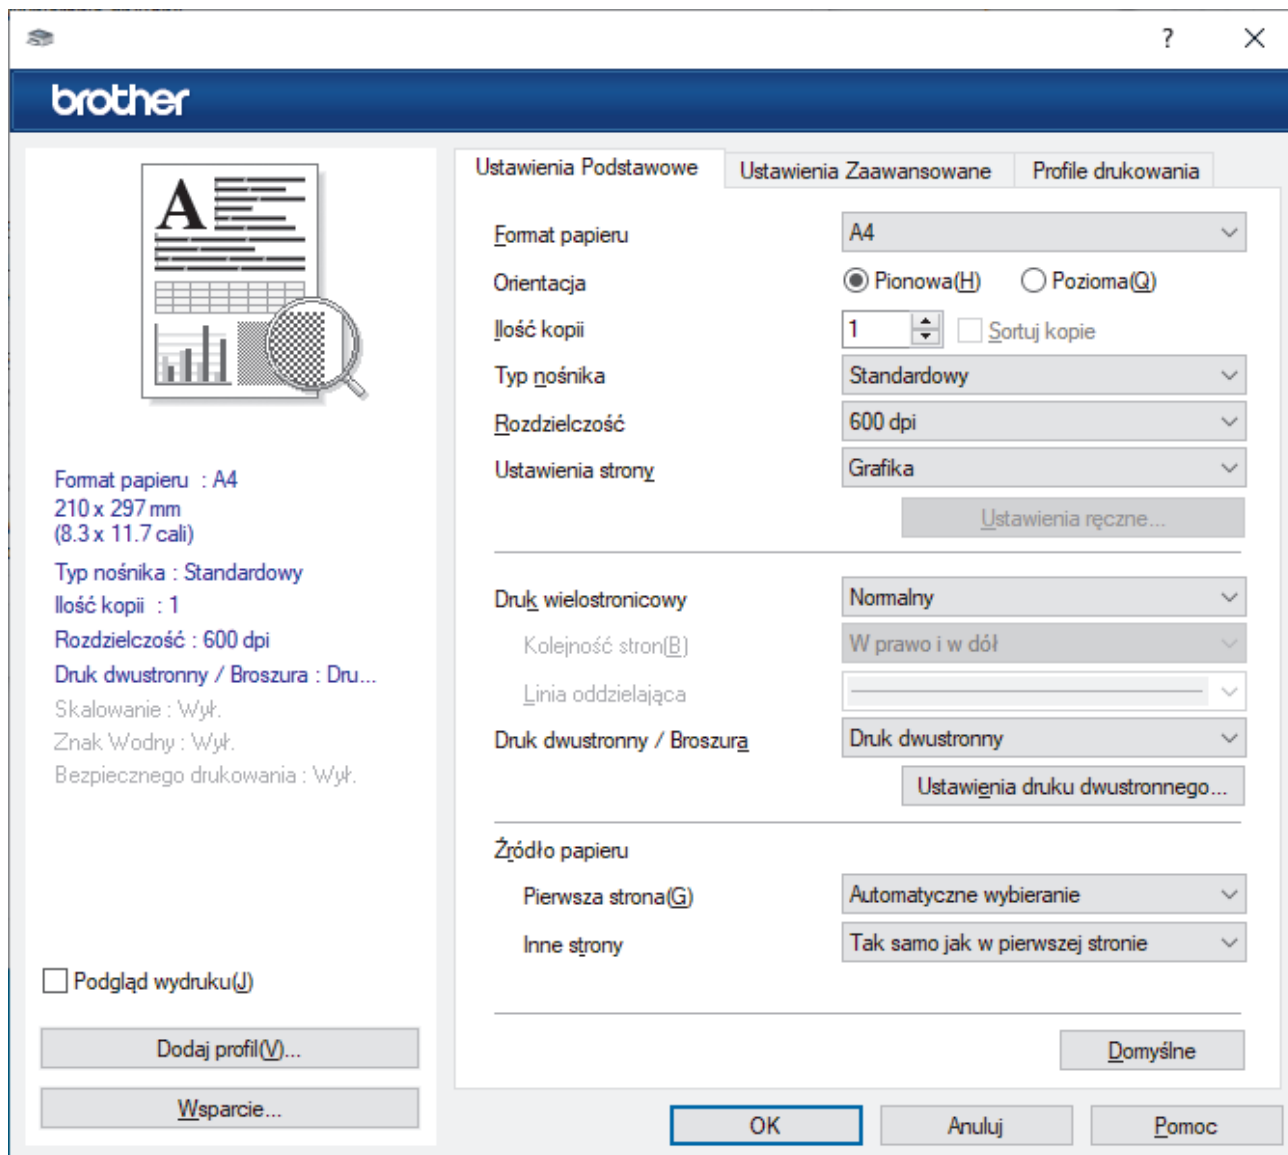 ?
brother
A
Format papieru : A4
210 x 297 mm
(8.3 x 11.7 cali)
Typ nośnika : Standardowy
Ilość kopii : 1
Rozdzielczość : 600 dpi
Druk dwustronny / Broszura : Dru...
Skalowanie : Wył.
Znak Wodny : Wył.
Bezpiecznego drukowania : Wył.
Podgląd wydruku(J)
Dodaj profil(V)...
Wsparcie...
Ustawienia Podstawowe Ustawienia Zaawansowane Profile drukowania
Format papieru A4
Orientacja Pionowa(H) Pozioma(Q)
Ilość kopii 1 Sortuj kopie
Typ nośnika Standardowy
Rozdzielczość 600 dpi
Ustawienia strony Grafika
Ustawienia ręczne...
Druk wielostronicowy Normalny
Kolejność stron(B) W prawo i w dół
Linia oddzielająca
Druk dwustronny / Broszura Druk dwustronny
Ustawienia druku dwustronnego...
Źródło papieru
Pierwsza strona(G) Automatyczne wybieranie
Inne strony Tak samo jak w pierwszej stronie
Domyślne
OK Anuluj Pomoc